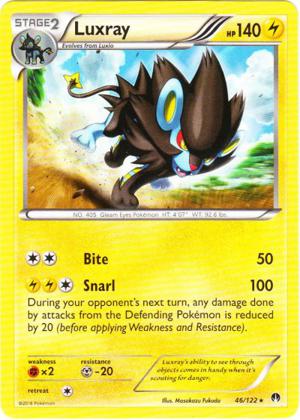 STAGE2
Luxray
HP 140
Evolves from Luxio
NO. 405 Gleam Eyes Pokémon HT: 4'07" WT: 92.6 lbs.
Bite 50
Snarl 100
During your opponent's next turn, any damage done
by attacks from the Defending Pokémon is
reduced by 20 (before applying Weakness and Resistance).
weakness
×2
resistance
-20
retreat
Luxray's ability to see through
objects comes in handy when it's
scouting for danger.
©2016 Pokémon
Illus. Masakazu Fukuda
46/122 ★